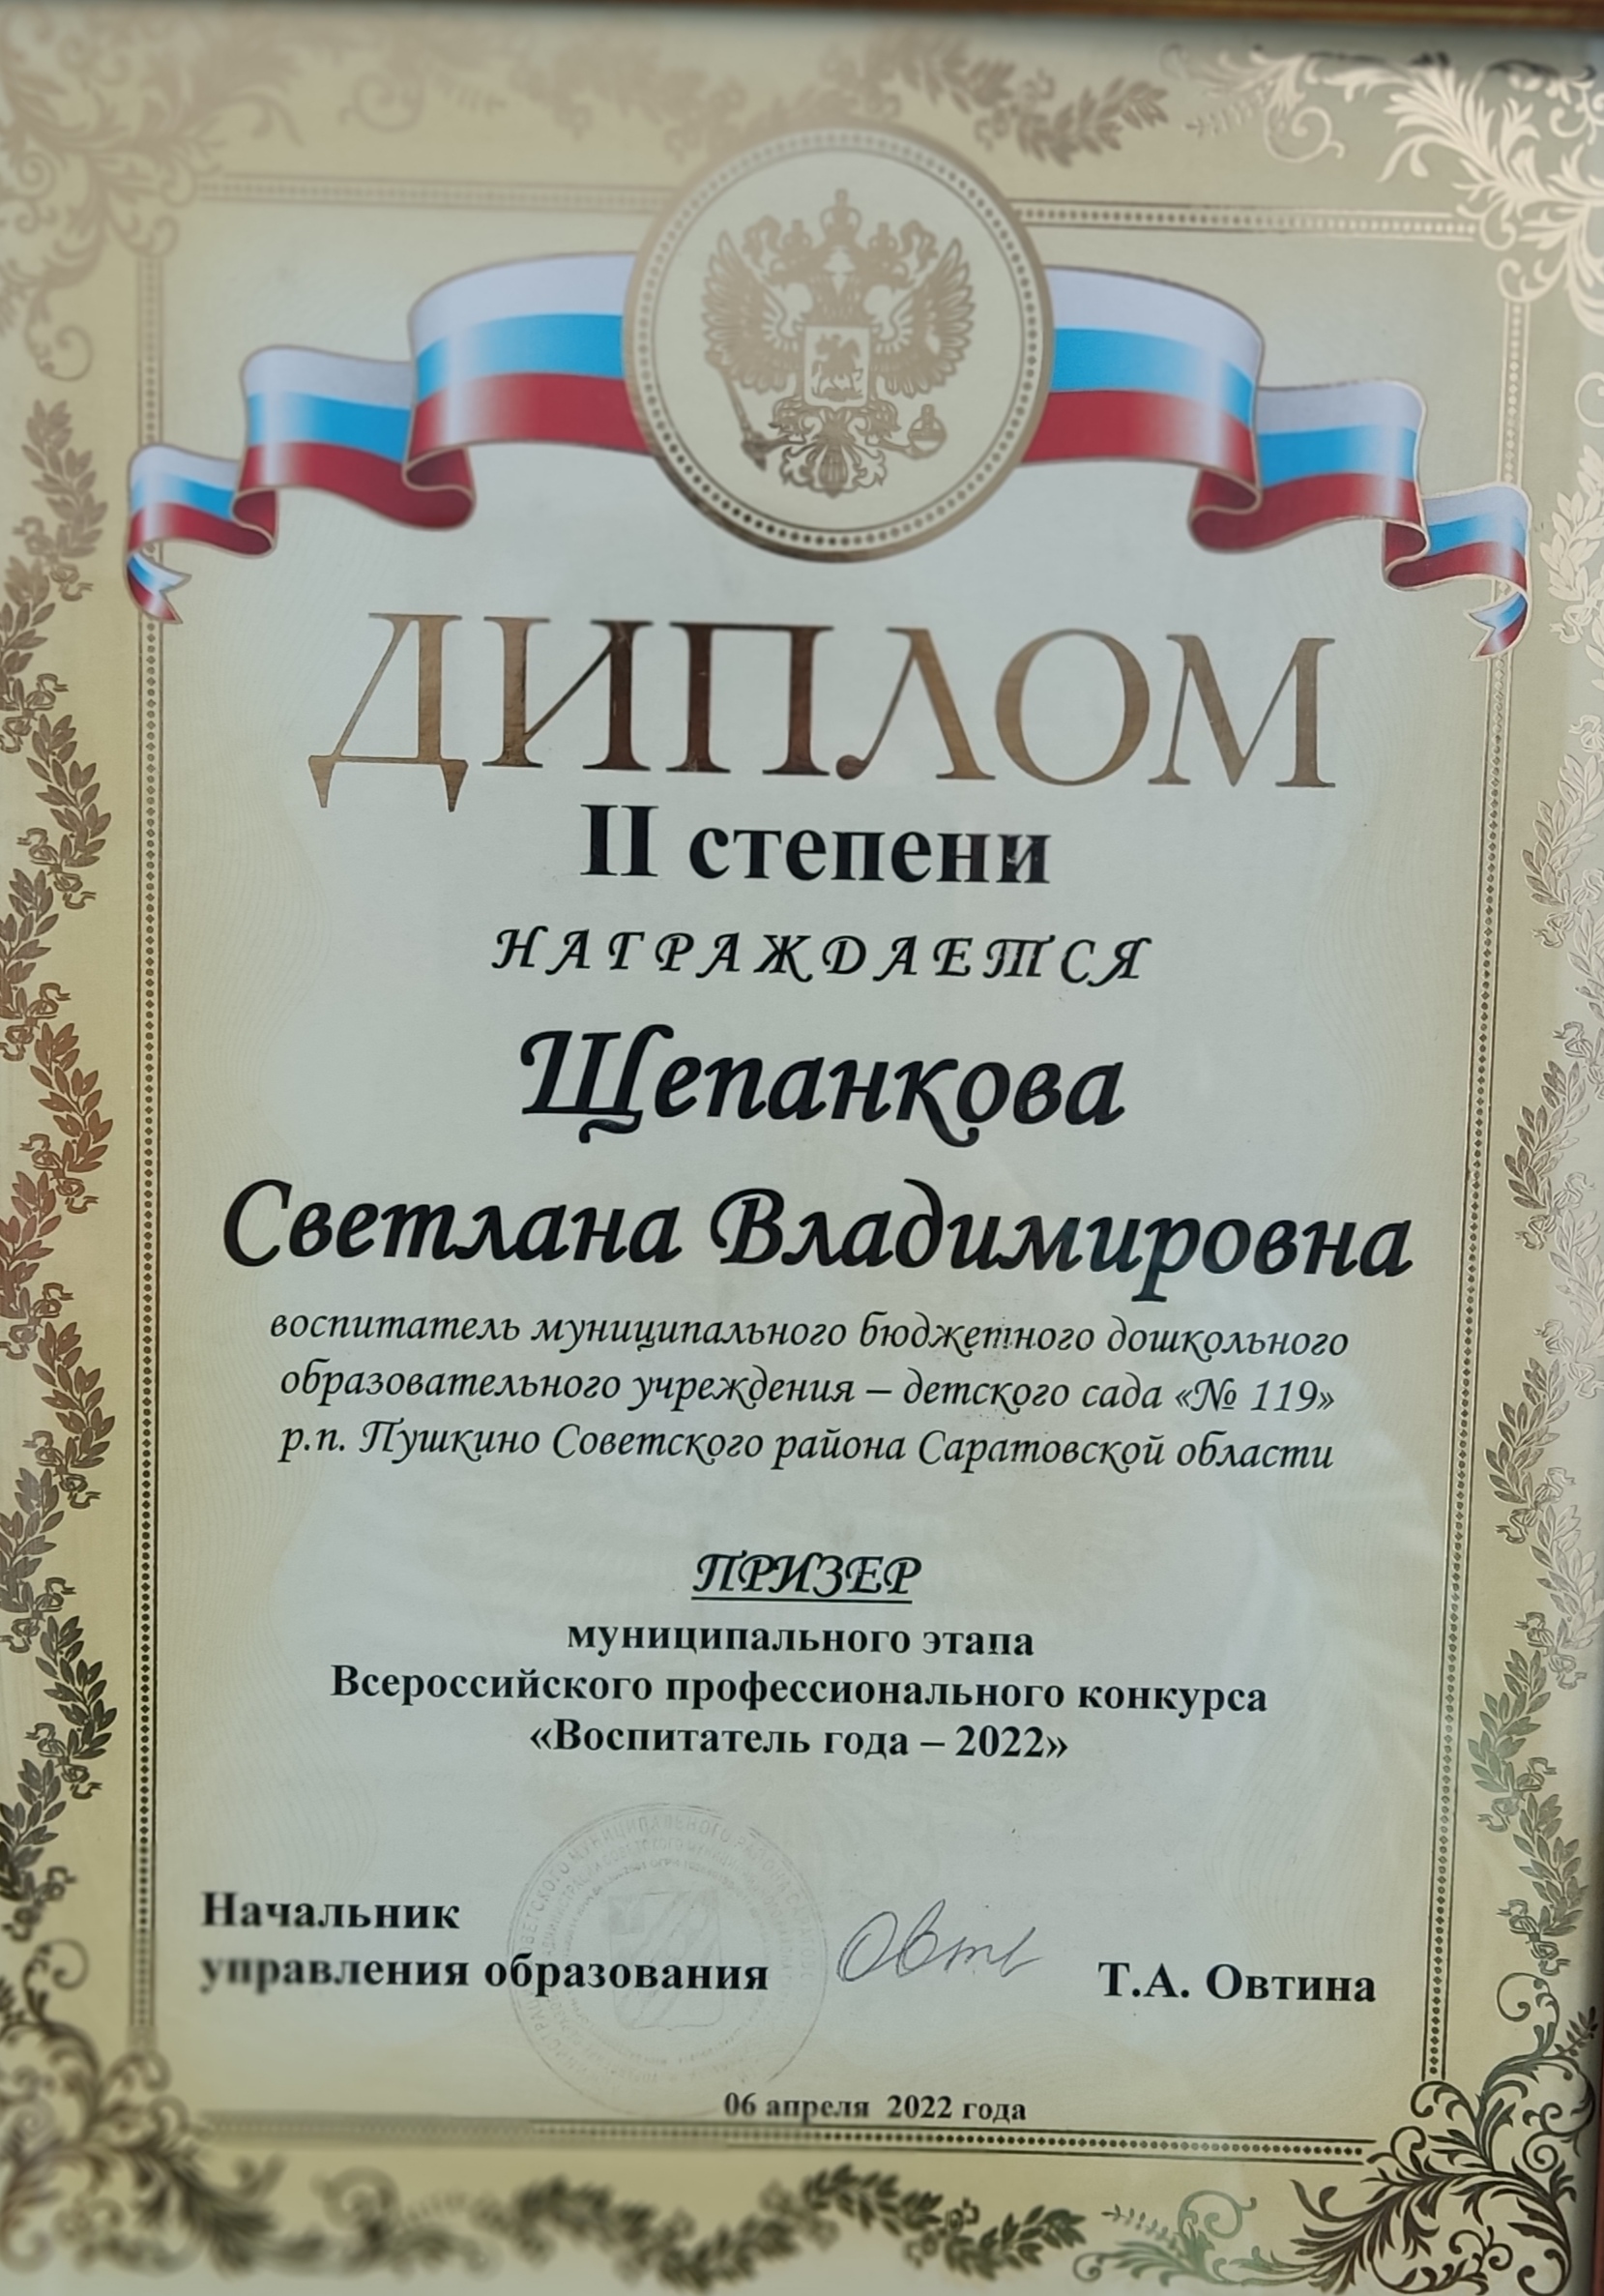 ДИПЛОМ
II степени
НАГРАЖДАЕТСЯ
Щепанкова
Светлана Владимировна
воспитатель муниципального бюджетного дошкольного
образовательного учреждения – детского сада «№ 119»
р.п. Пушкино Советского района Саратовской области
ПРИЗЕР
муниципального этапа
Всероссийского профессионального конкурса
«Воспитатель года – 2022»
Начальник
управления образования
Т.А. Овтина
06 апреля 2022 года